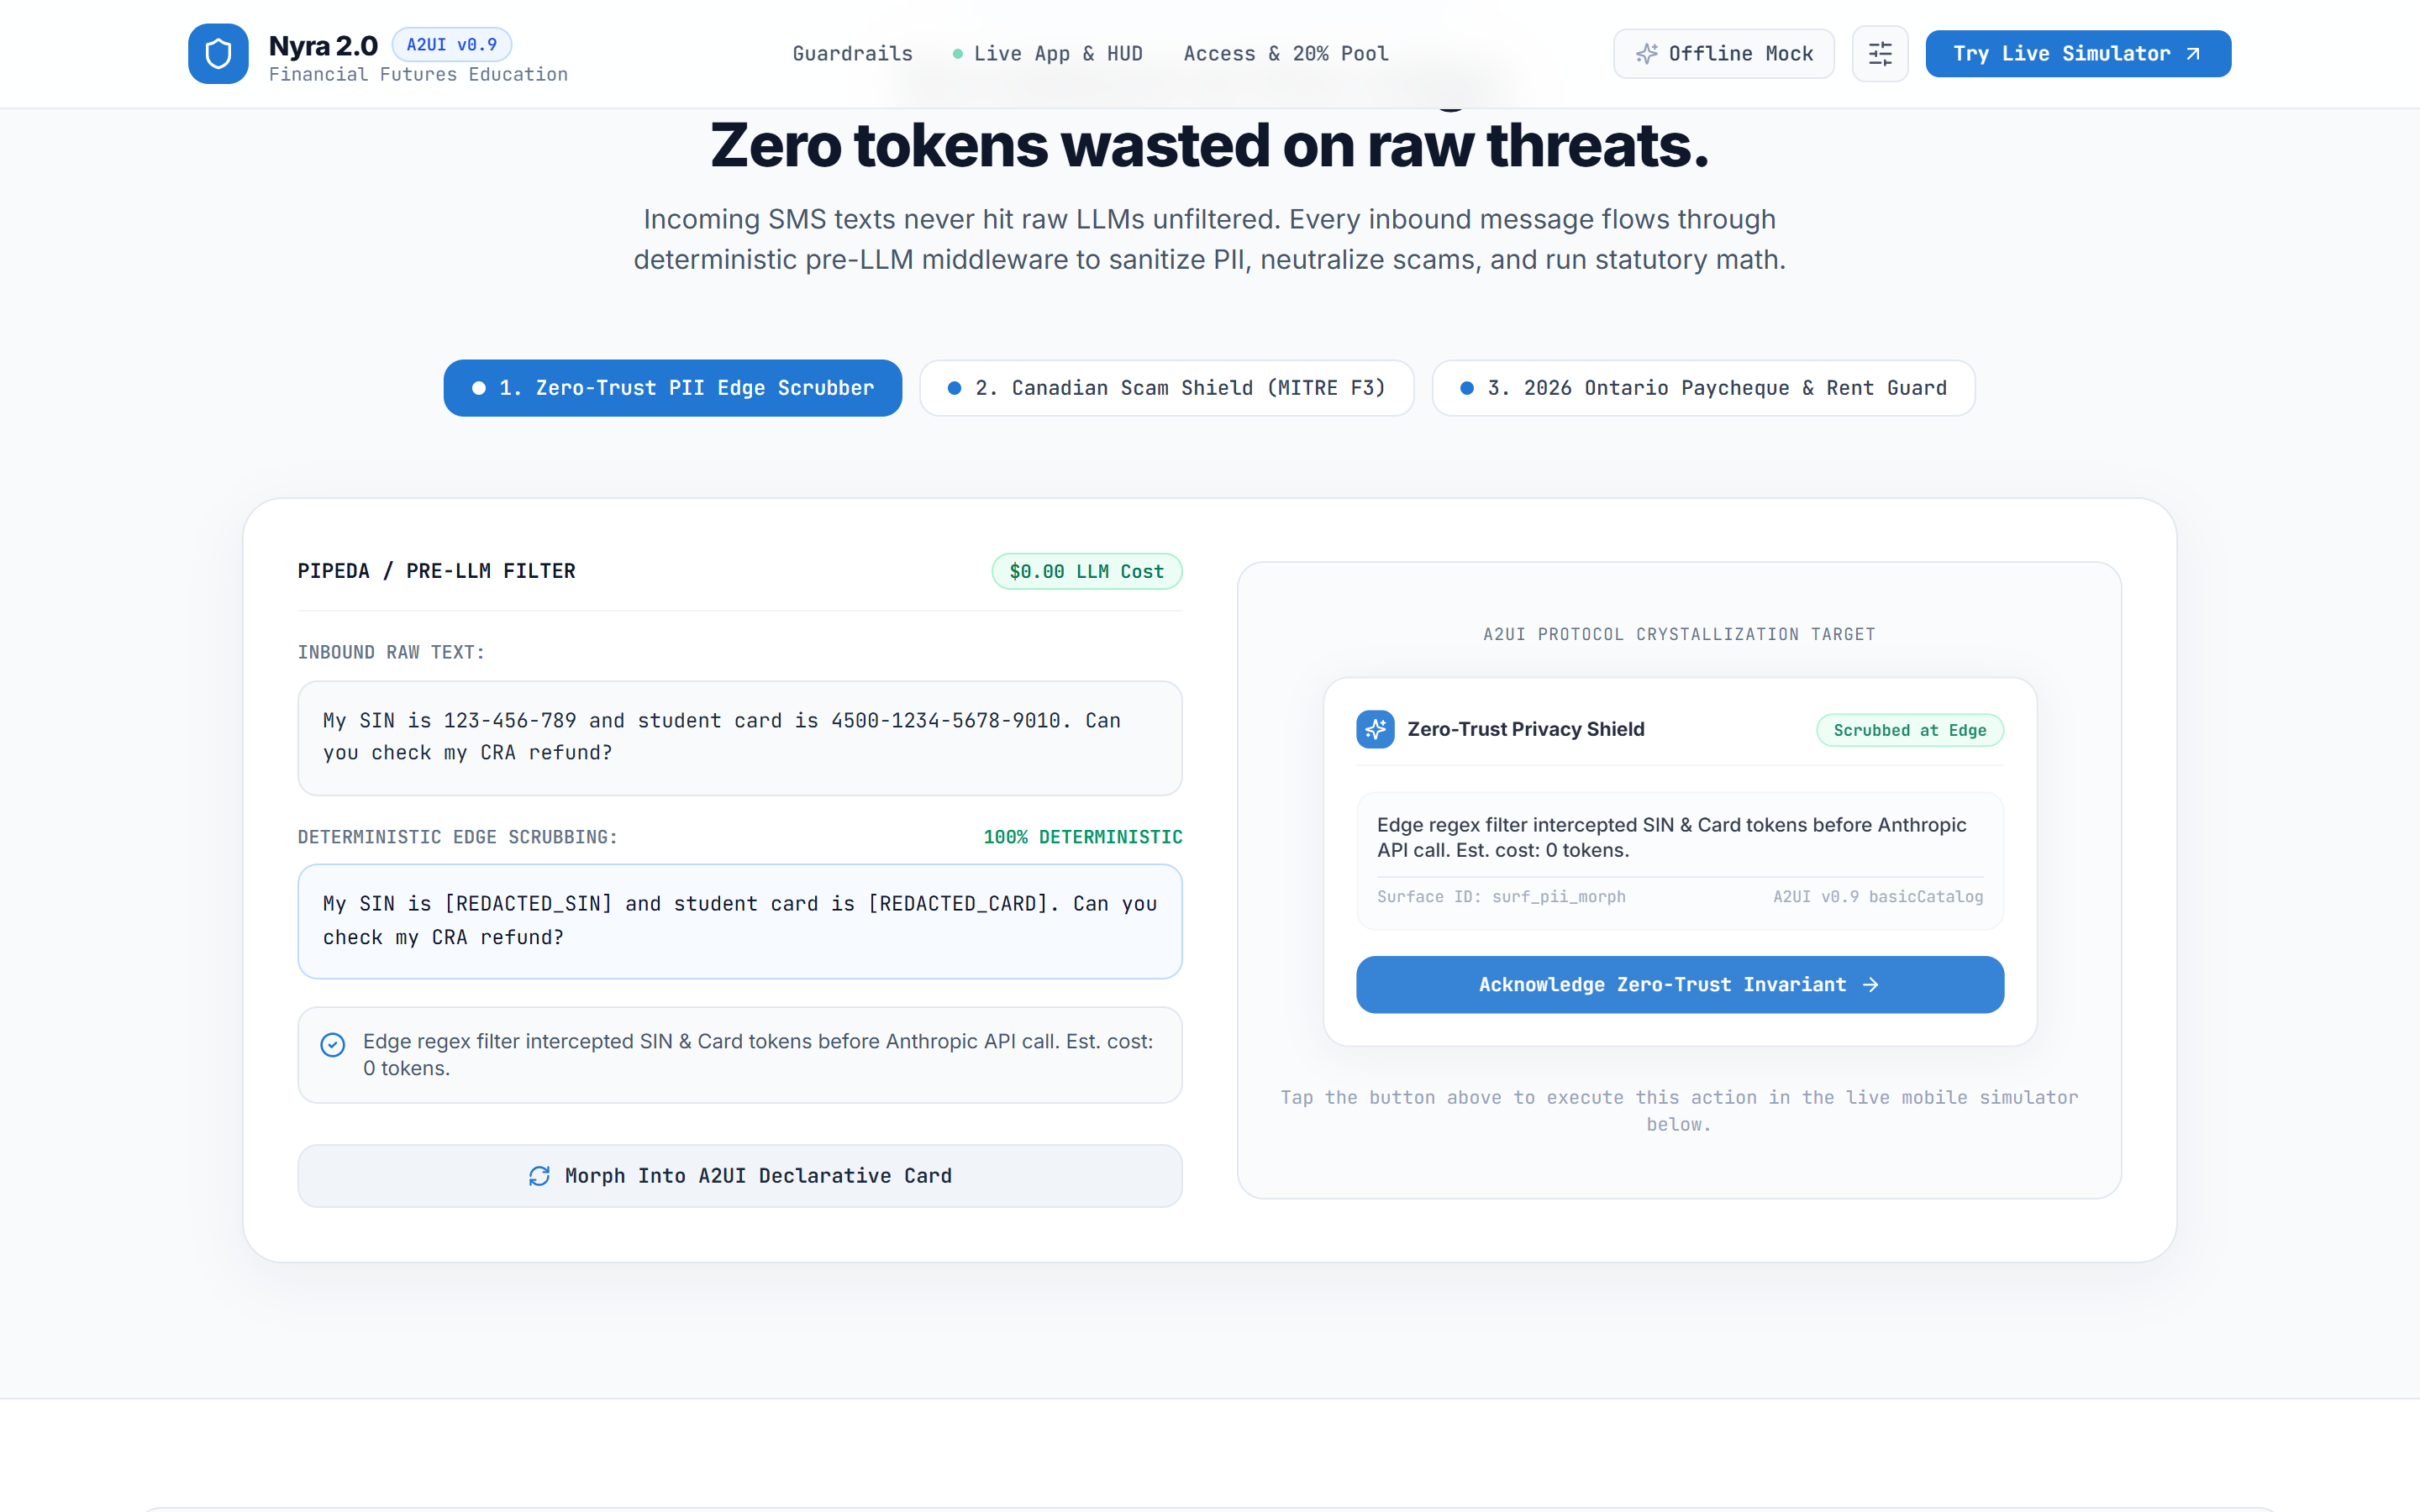 Nyra 2.0
A2UI v0.9
Financial Futures Education
Guardrails
Live App & HUD
Access & 20% Pool
Offline Mock
Try Live Simulator
Zero tokens wasted on raw threats.
Incoming SMS texts never hit raw LLMs unfiltered. Every inbound message flows through
deterministic pre-LLM middleware to sanitize PII, neutralize scams, and run statutory math.
1. Zero-Trust PII Edge Scrubber
2. Canadian Scam Shield (MITRE F3)
3. 2026 Ontario Paycheque & Rent Guard
PIPEDA / PRE-LLM FILTER
$0.00 LLM Cost
INBOUND RAW TEXT:
My SIN is 123-456-789 and student card is 4500-1234-5678-9010. Can
you check my CRA refund?
DETERMINISTIC EDGE SCRUBBING:
100% DETERMINISTIC
My SIN is [REDACTED_SIN] and student card is [REDACTED_CARD]. Can you
check my CRA refund?
Edge regex filter intercepted SIN & Card tokens before Anthropic API call. Est. cost:
0 tokens.
Morph Into A2UI Declarative Card
A2UI PROTOCOL CRYSTALLIZATION TARGET
Zero-Trust Privacy Shield
Scrubbed at Edge
Edge regex filter intercepted SIN & Card tokens before Anthropic
API call. Est. cost: 0 tokens.
Surface ID: surf_pii_morph
A2UI v0.9 basicCatalog
Acknowledge Zero-Trust Invariant
Tap the button above to execute this action in the live mobile simulator
below.